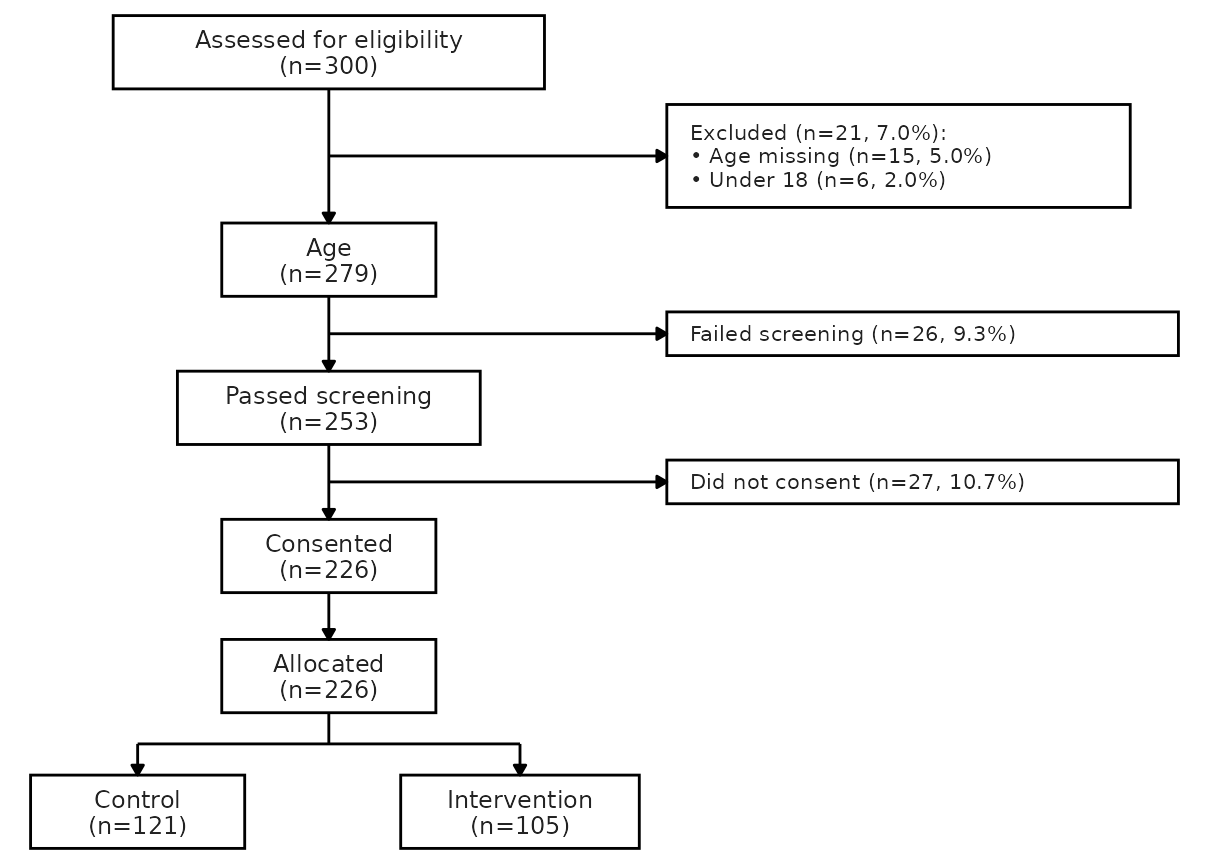 Assessed for eligibility
(n=300)
Excluded (n=21, 7.0%):
• Age missing (n=15, 5.0%)
• Under 18 (n=6, 2.0%)
Age
(n=279)
Failed screening (n=26, 9.3%)
Passed screening
(n=253)
Did not consent (n=27, 10.7%)
Consented
(n=226)
Allocated
(n=226)
Control
(n=121)
Intervention
(n=105)